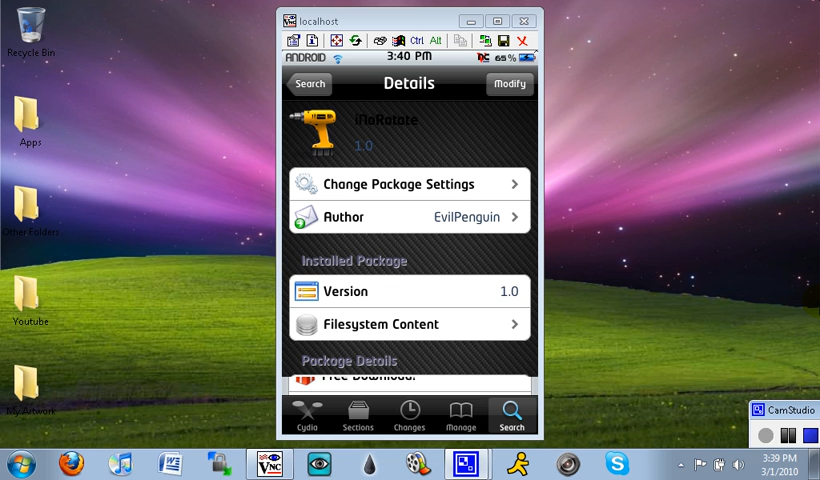 Recycle Bin
Apps
Other Folders
Youtube
My Artwork
localhost
Ctrl Alt
ANDROID 3:40 PM 65%
Search Details Modify
iNoRotate
1.0
Change Package Settings
Author EvilPenguin
Installed Package
Version 1.0
Filesystem Content
Package Details
Free Download!
Cydia Sections Changes Manage Search
CamStudio
VNC
3:39 PM
3/1/2010